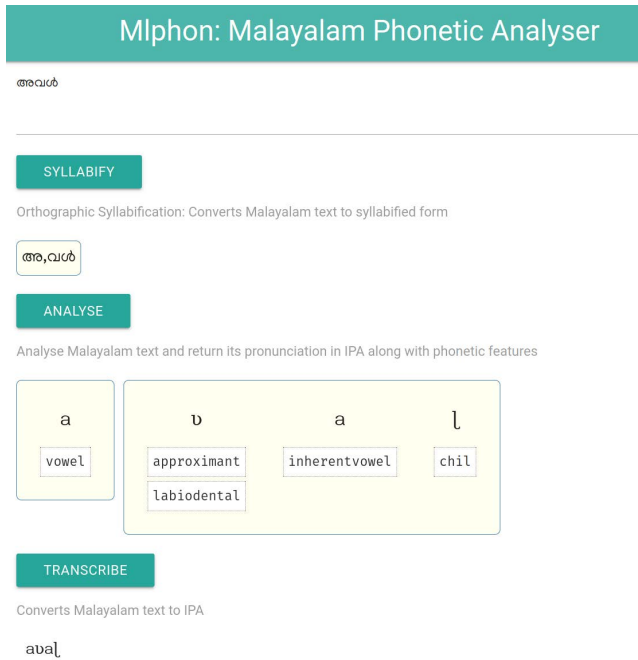 Mlphon: Malayalam Phonetic Analyser
അവൾ
SYLLABIFY
Orthographic Syllabification: Converts Malayalam text to syllabified form
അ,വൾ
ANALYSE
Analyse Malayalam text and return its pronunciation in IPA along with phonetic features
a ʋ a ɭ
vowel approximant inherentvowel chil
labiodental
TRANSCRIBE
Converts Malayalam text to IPA
aʋaɭ